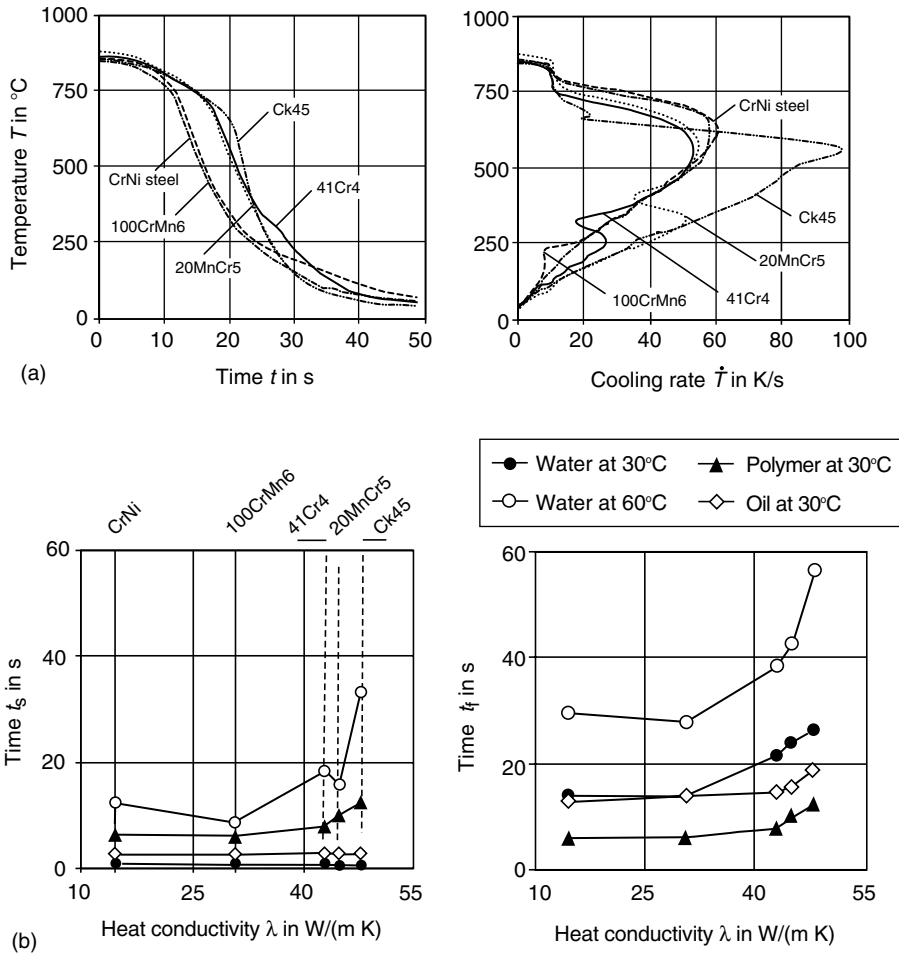 1000
750
500
250
0
Temperature T in °C
Ck45
CrNi steel
100CrMn6
41Cr4
20MnCr5
0
10
20
30
40
50
Time t in s
(a)
1000
750
500
250
0
CrNi steel
Ck45
20MnCr5
100CrMn6
41Cr4
0
20
40
60
80
100
Cooling rate Ṫ in K/s
Water at 30°C
Polymer at 30°C
Water at 60°C
Oil at 30°C
CrNi
100CrMn6
41Cr4
20MnCr5
Ck45
60
40
20
0
Time ts in s
10
25
40
55
Heat conductivity λ in W/(m K)
(b)
60
40
20
0
Time tf in s
10
25
40
55
Heat conductivity λ in W/(m K)